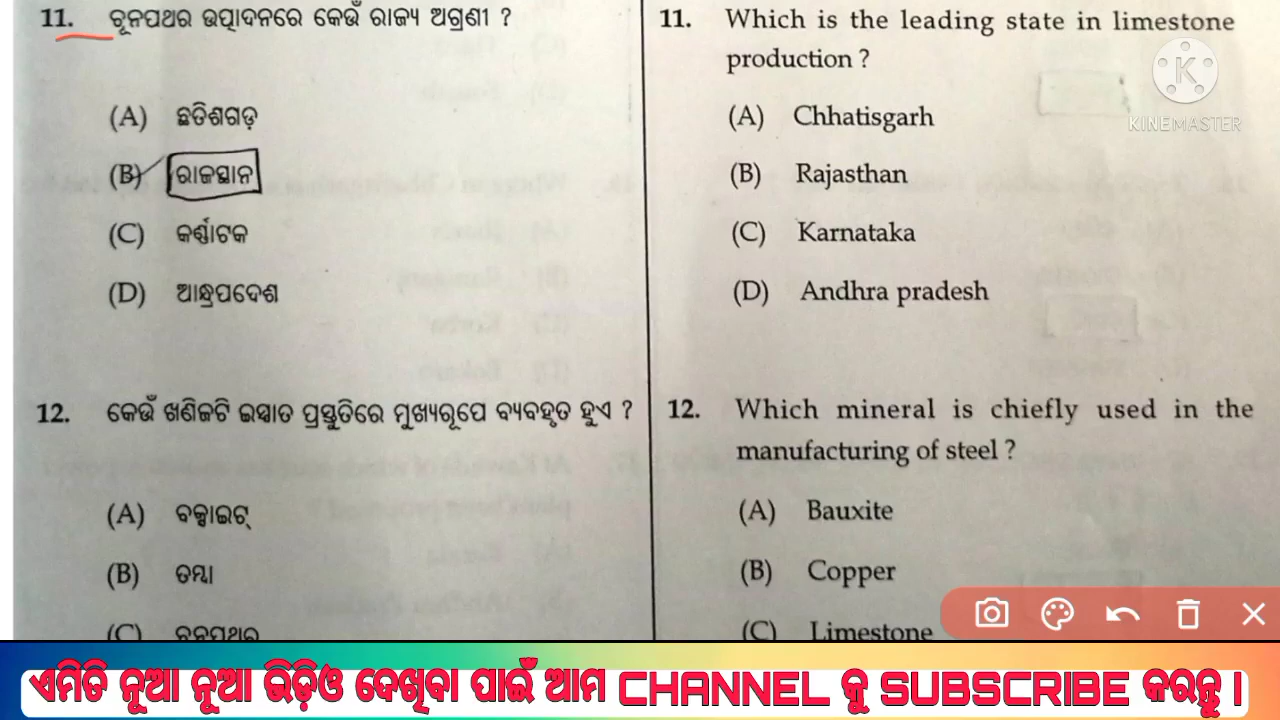 11. ଚୂନପଥର ଉତ୍ପାଦନରେ କେଉଁ ରାଜ୍ୟ ଅଗ୍ରଣୀ ?
(A) ଛତିଶଗଡ଼
(B) ରାଜସ୍ଥାନ
(C) କର୍ଣ୍ଣାଟକ
(D) ଆନ୍ଧ୍ରପଦେଶ
12. କେଉଁ ଖଣିଜଟି ଇସ୍ପାତ ପ୍ରସ୍ତୁତିରେ ମୁଖ୍ୟରୂପେ ବ୍ୟବହୃତ ହୁଏ ?
(A) ବକ୍ସାଇଟ୍
(B) ତମ୍ବା
(C) ଚୂନପଥର
11. Which is the leading state in limestone
production ?
(A) Chhatisgarh
(B) Rajasthan
(C) Karnataka
(D) Andhra pradesh
12. Which mineral is chiefly used in the
manufacturing of steel ?
(A) Bauxite
(B) Copper
(C) Limestone
K
KINEMASTER
ଏମିତି ନୂଆ ନୂଆ ଭିଡ଼ିଓ ଦେଖିବା ପାଇଁ ଆମ CHANNEL କୁ SUBSCRIBE କରନ୍ତୁ ।